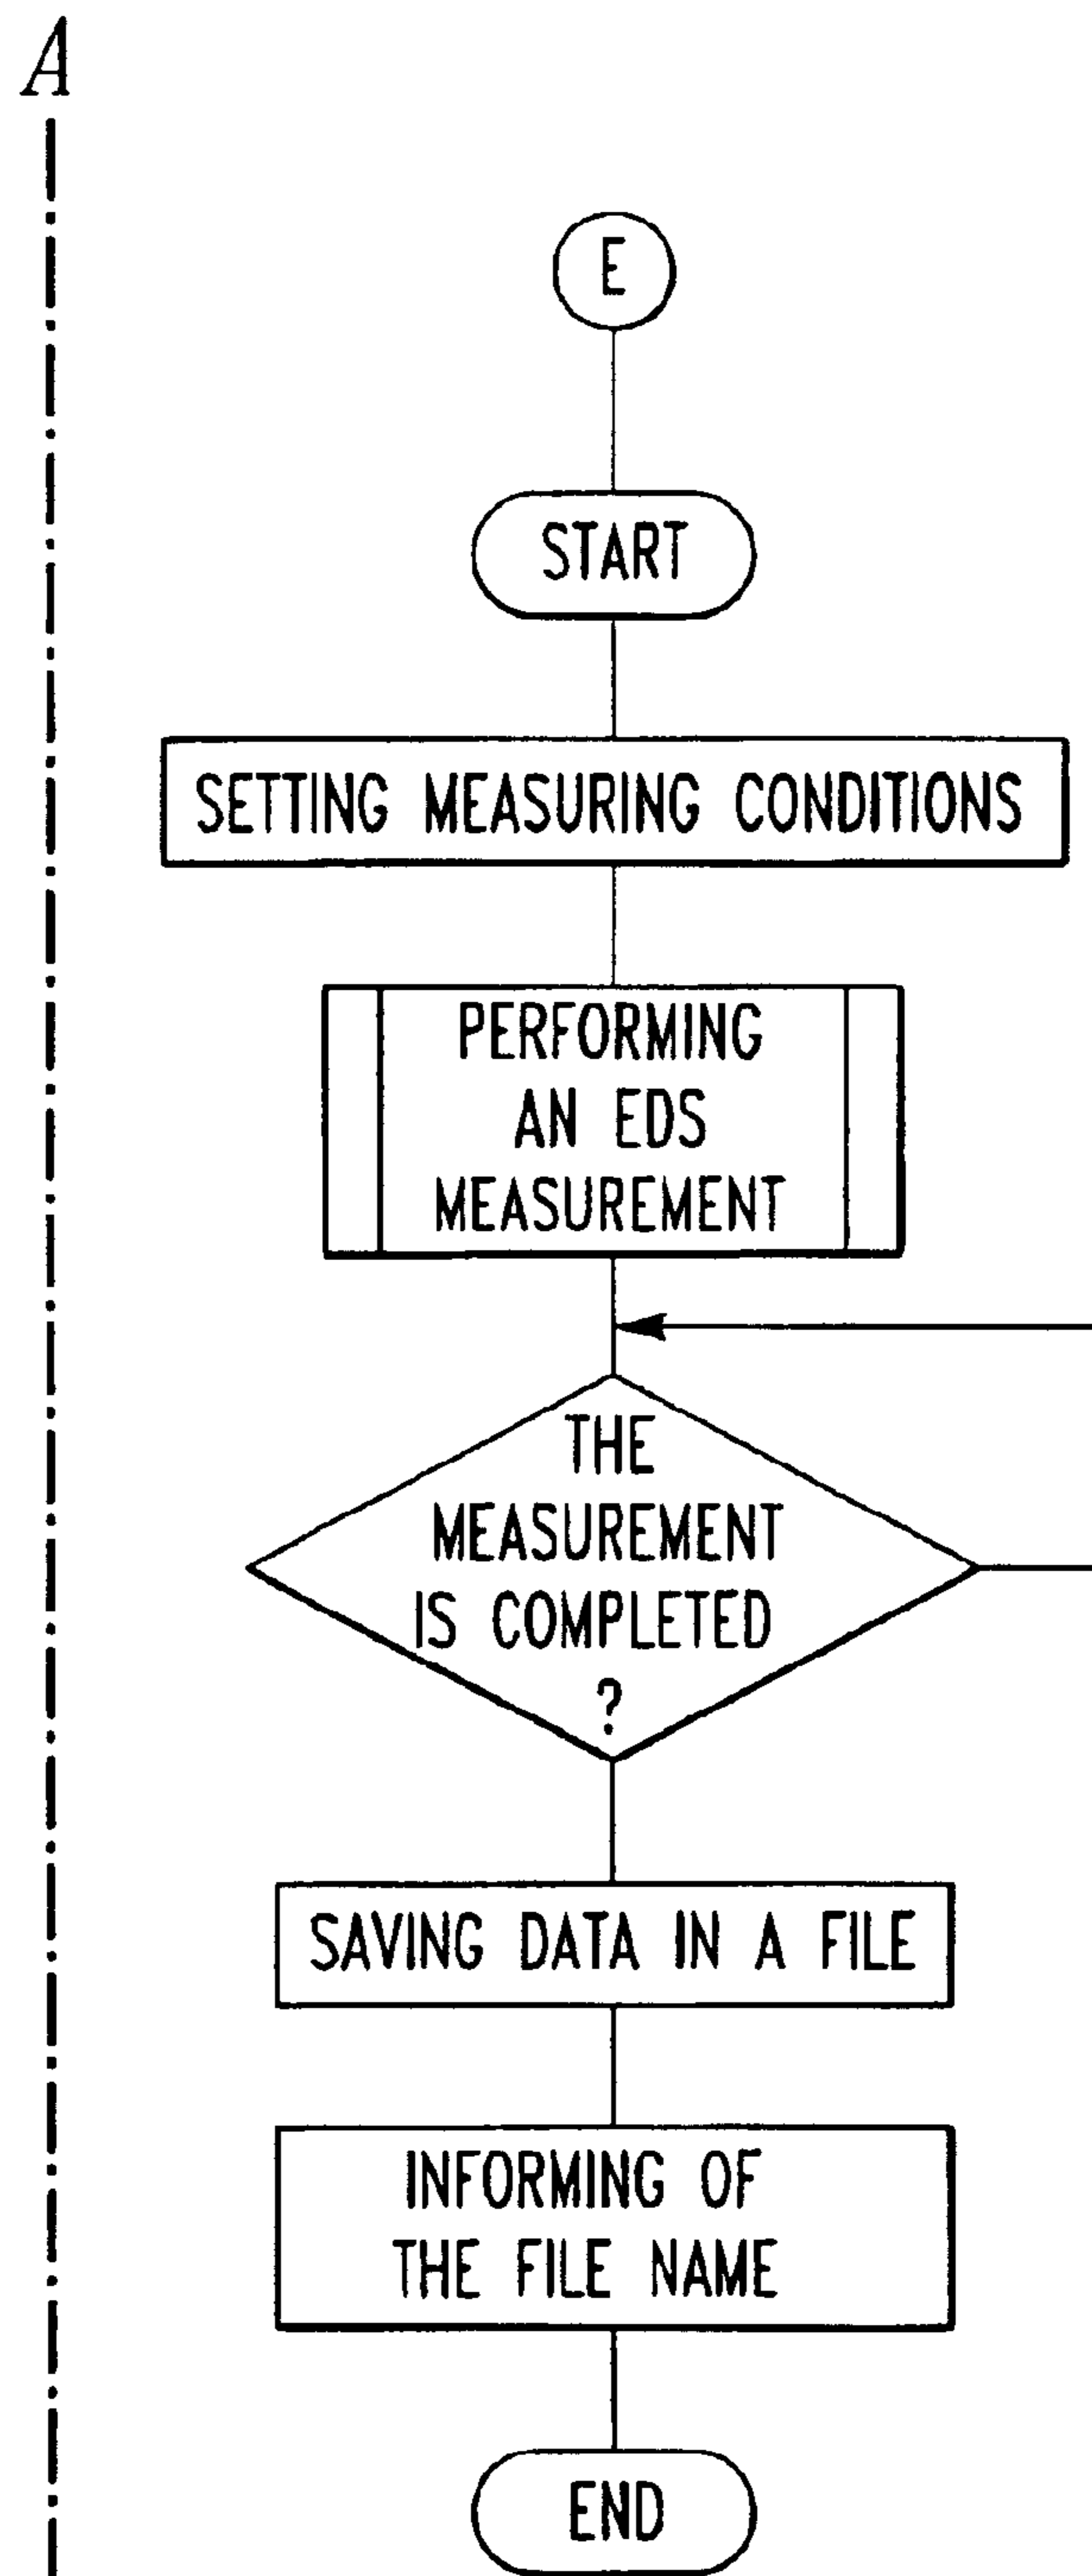 A
E
START
SETTING MEASURING CONDITIONS
PERFORMING
AN EDS
MEASUREMENT
THE
MEASUREMENT
IS COMPLETED
?
SAVING DATA IN A FILE
INFORMING OF
THE FILE NAME
END